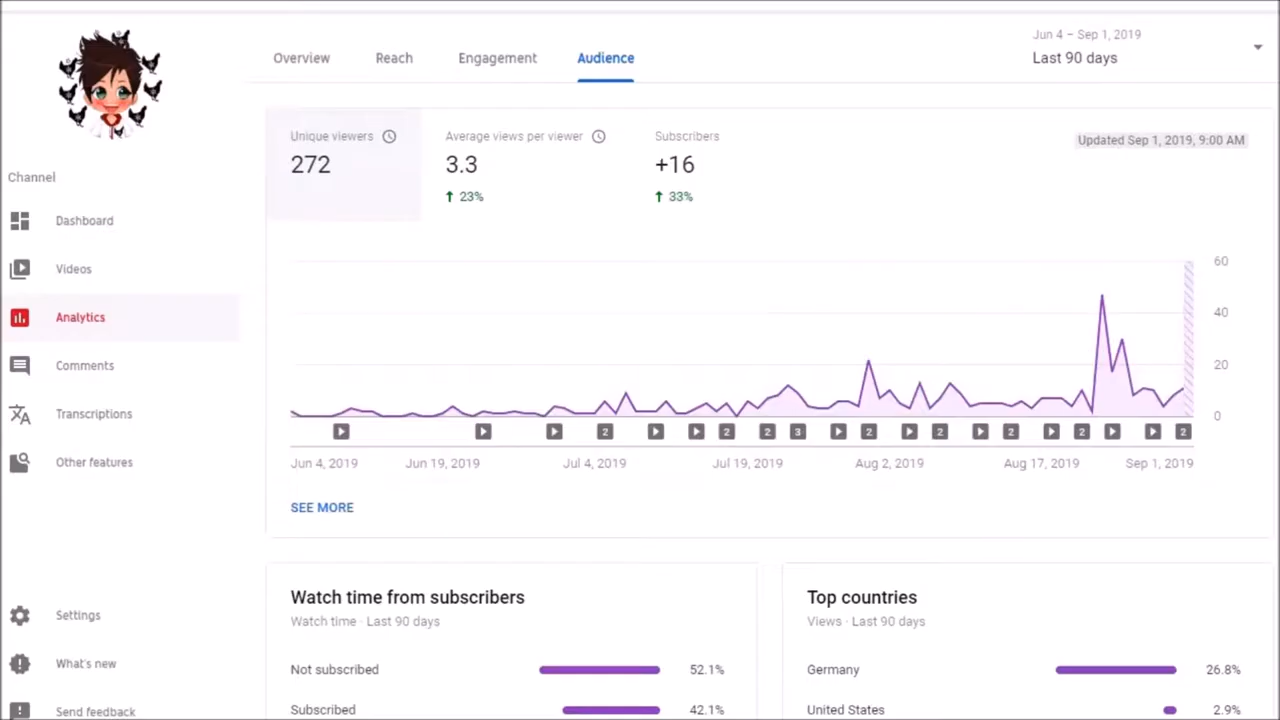 Jun 4 – Sep 1, 2019
Overview
Reach
Engagement
Audience
Last 90 days
Unique viewers
272
Average views per viewer
3.3
23%
Subscribers
+16
33%
Updated Sep 1, 2019, 9:00 AM
Channel
Dashboard
Videos
Analytics
Comments
Transcriptions
Other features
Settings
What's new
Send feedback
60
40
20
0
2 2 2 3 2 2 2 2 2
Jun 4, 2019 Jun 19, 2019 Jul 4, 2019 Jul 19, 2019 Aug 2, 2019 Aug 17, 2019 Sep 1, 2019
SEE MORE
Watch time from subscribers
Watch time · Last 90 days
Not subscribed 52.1%
Subscribed 42.1%
Top countries
Views · Last 90 days
Germany 26.8%
United States 2.9%